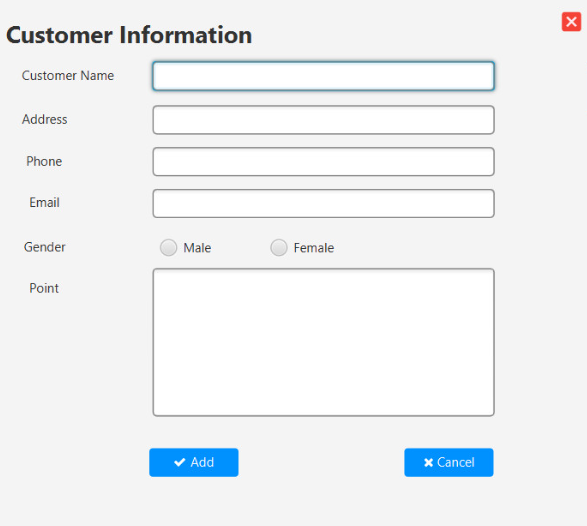 Customer Information
Customer Name
Address
Phone
Email
Gender Male Female
Point
Add Cancel